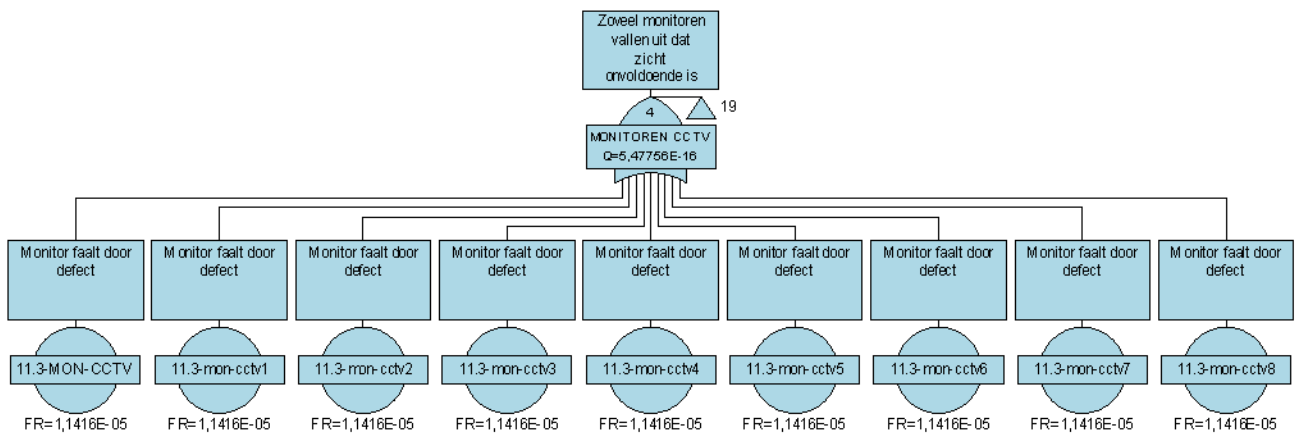 Zoveel monitoren
vallen uit dat
zicht
onvoldoende is
4
19
MONITOREN CCTV
Q=5,47756E-16
Monitor faalt door
defect
Monitor faalt door
defect
Monitor faalt door
defect
Monitor faalt door
defect
Monitor faalt door
defect
Monitor faalt door
defect
Monitor faalt door
defect
Monitor faalt door
defect
Monitor faalt door
defect
11.3-MON-CCTV
11.3-mon-cctv1
11.3-mon-cctv2
11.3-mon-cctv3
11.3-mon-cctv4
11.3-mon-cctv5
11.3-mon-cctv6
11.3-mon-cctv7
11.3-mon-cctv8
FR=1,1416E-05
FR=1,1416E-05
FR=1,1416E-05
FR=1,1416E-05
FR=1,1416E-05
FR=1,1416E-05
FR=1,1416E-05
FR=1,1416E-05
FR=1,1416E-05